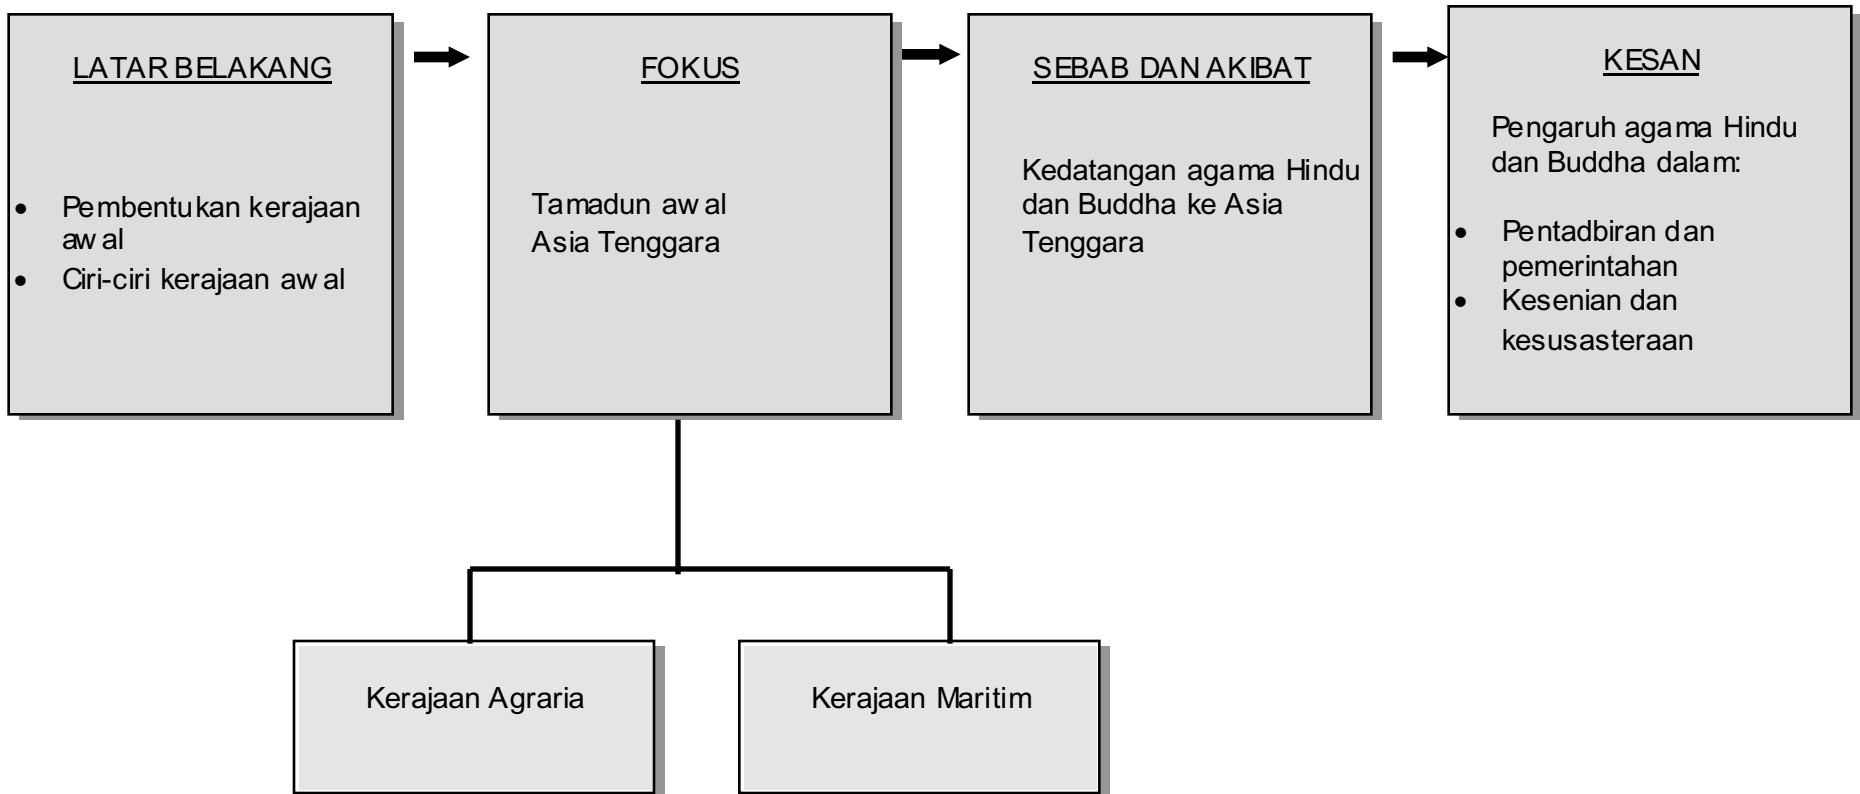 LATAR BELAKANG
• Pembentukan kerajaan
awal
• Ciri-ciri kerajaan awal
FOKUS
Tamadun awal
Asia Tenggara
SEBAB DAN AKIBAT
Kedatangan agama Hindu
dan Buddha ke Asia
Tenggara
KESAN
Pengaruh agama Hindu
dan Buddha dalam:
• Pentadbiran dan
pemerintahan
• Kesenian dan
kesusasteraan
Kerajaan Agraria
Kerajaan Maritim